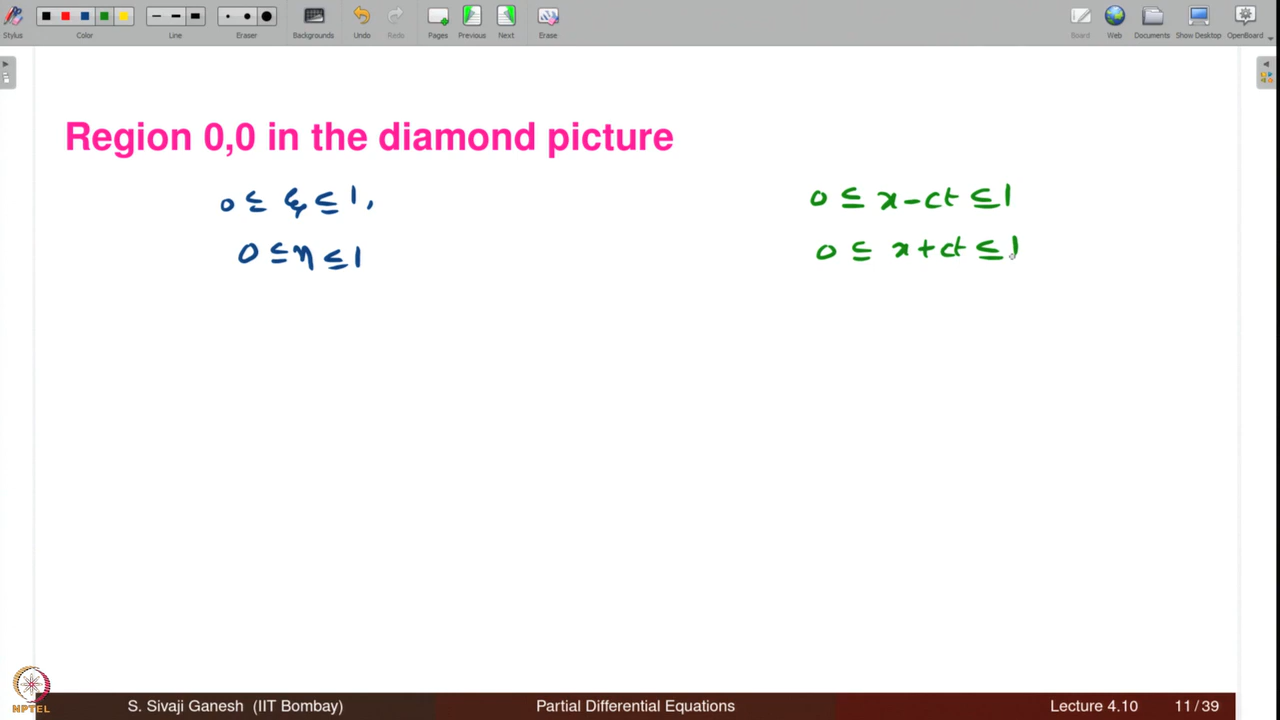 Stylus
Color
Line
Eraser
Backgrounds
Undo
Redo
Pages
Previous
Next
Erase
Board
Web
Documents
Show Desktop
OpenBoard
Region 0,0 in the diamond picture
0 ≤ ξ ≤ 1,
0 ≤ η ≤ 1
0 ≤ x - ct ≤ 1
0 ≤ x + ct ≤ 1
NPTEL
S. Sivaji Ganesh (IIT Bombay)
Partial Differential Equations
Lecture 4.10
11 / 39